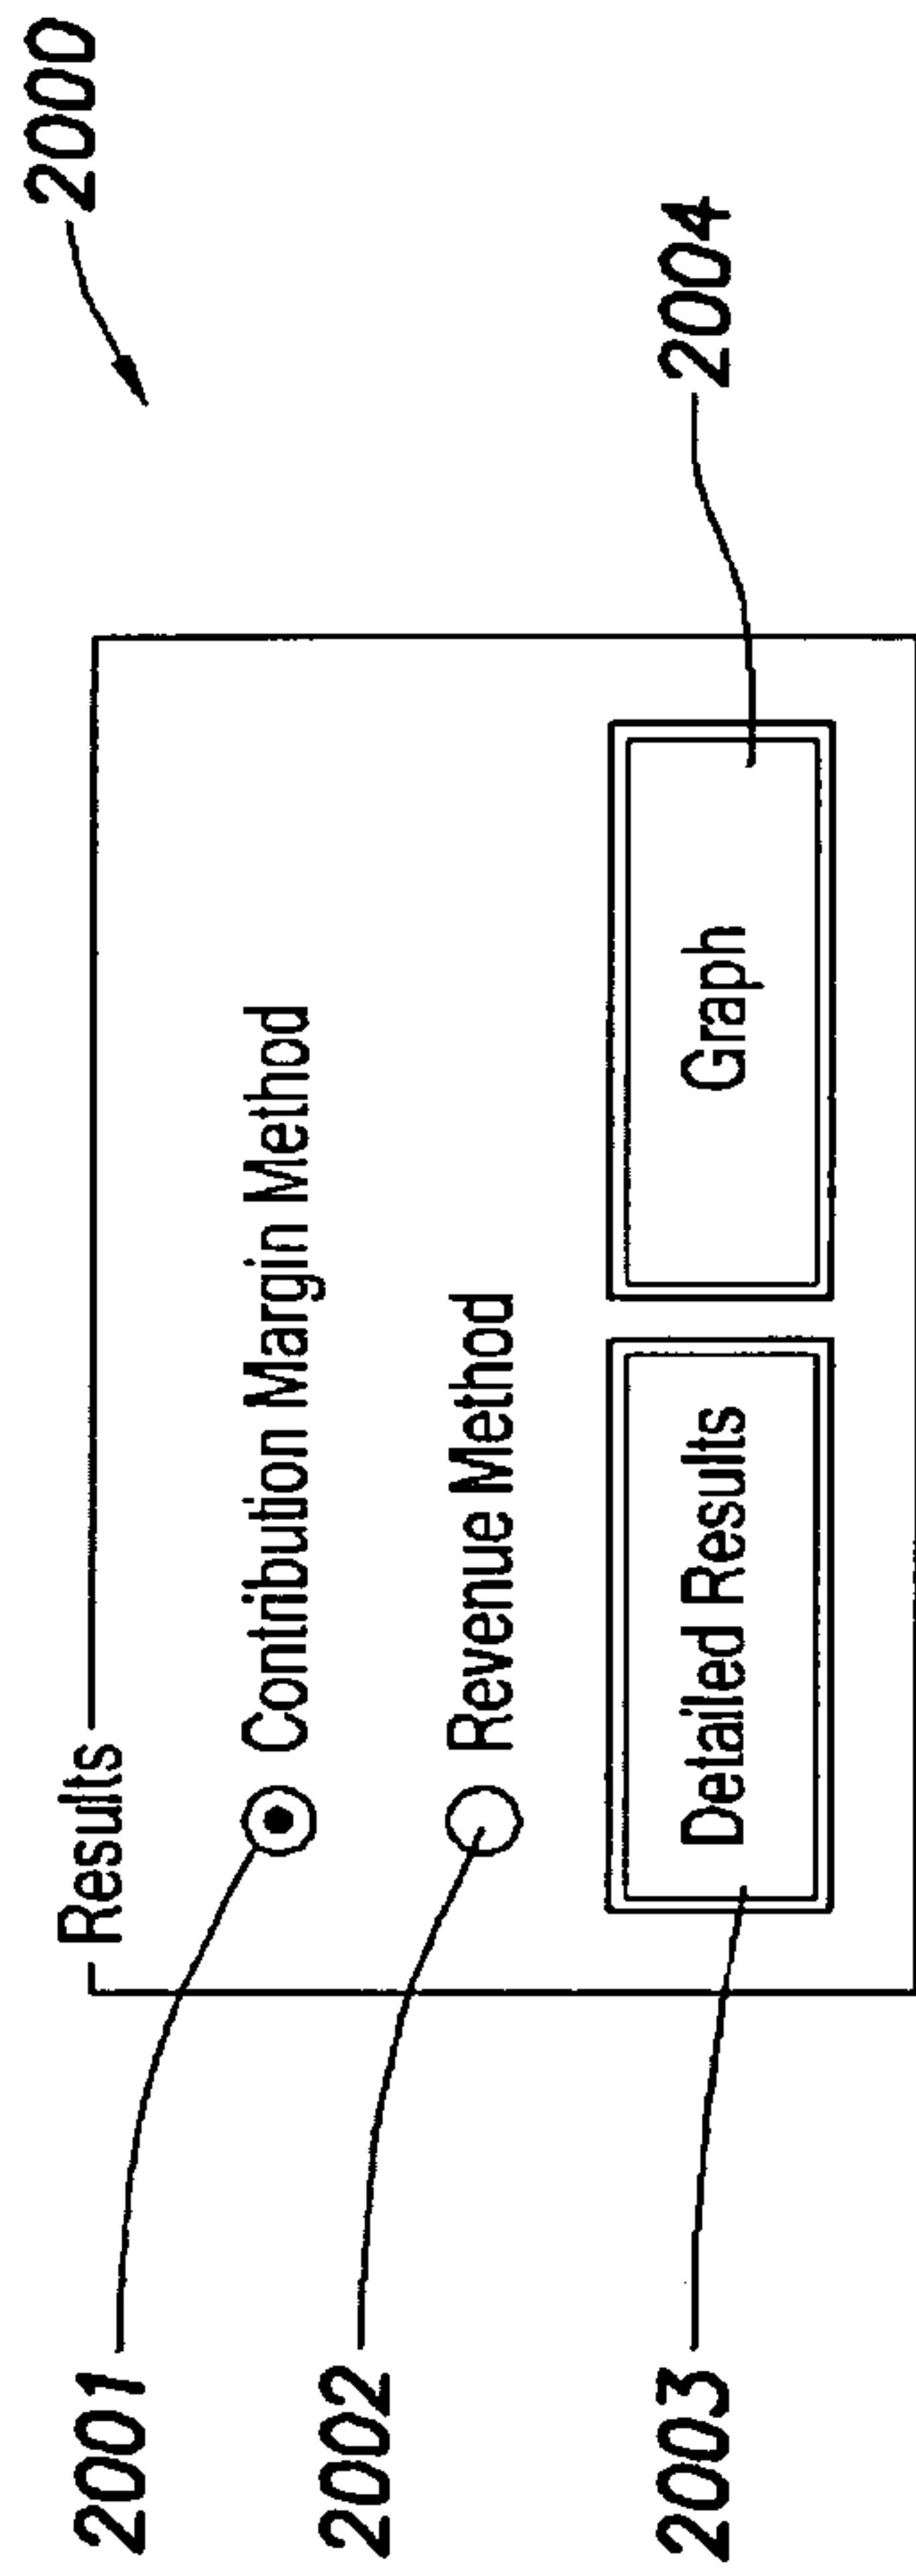 2000
Results
2001
Contribution Margin Method
2002
Revenue Method
2003
Detailed Results
Graph
2004